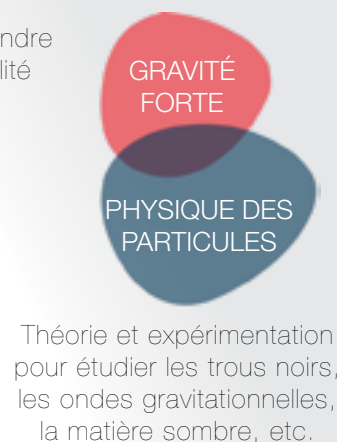 ndre
lité
GRAVITÉ
FORTE
PHYSIQUE DES
PARTICULES
Théorie et expérimentation
pour étudier les trous noirs,
les ondes gravitationnelles,
la matière sombre, etc.